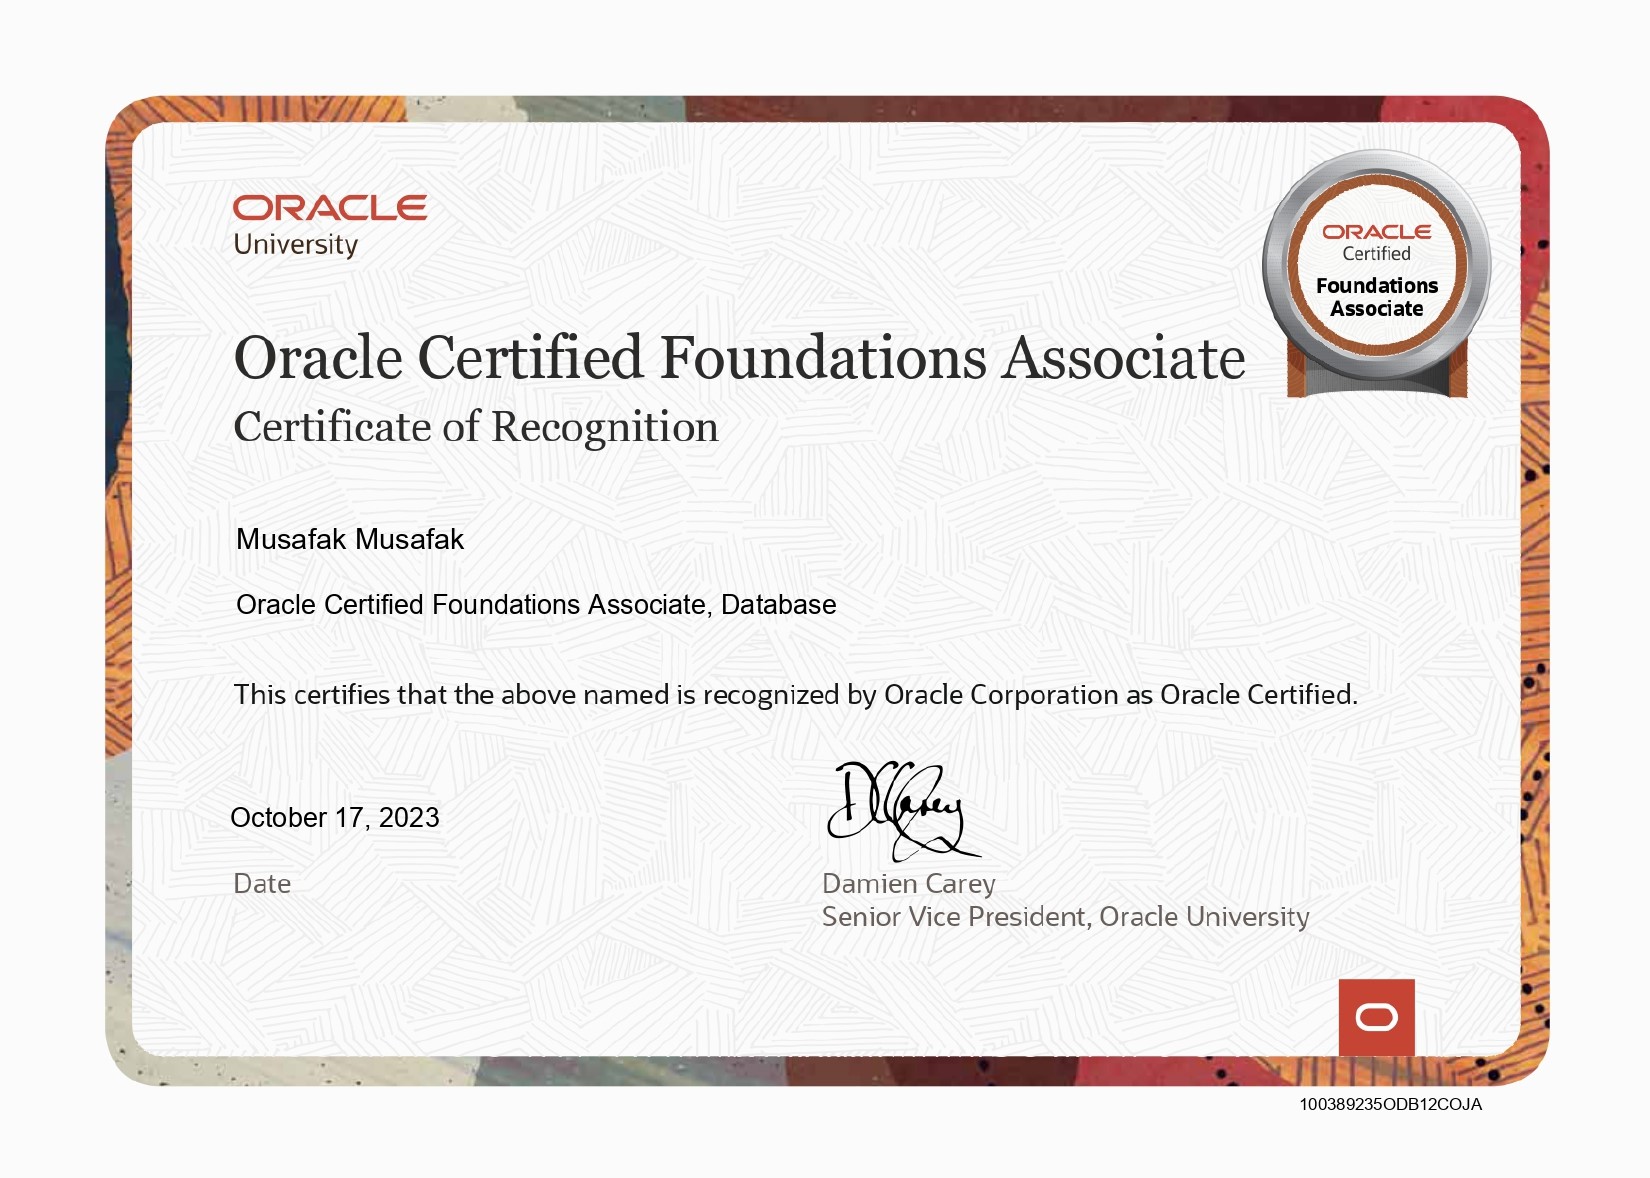 ORACLE
University
ORACLE
Certified
Foundations
Associate
Oracle Certified Foundations Associate
Certificate of Recognition
Musafak Musafak
Oracle Certified Foundations Associate, Database
This certifies that the above named is recognized by Oracle Corporation as Oracle Certified.
DCarey
October 17, 2023
Date
Damien Carey
Senior Vice President, Oracle University
100389235ODB12COJA